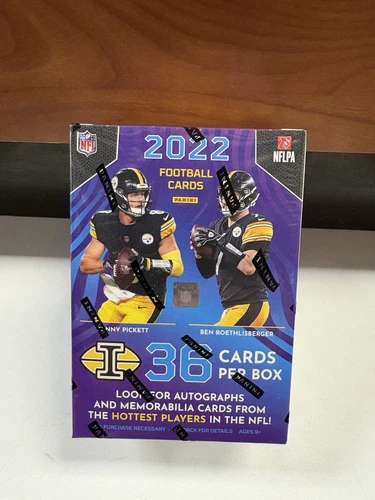 2022
NFL
NFLPA
FOOTBALL
CARDS
PANINI
NNY PICKETT
BEN ROETHLISBERGER
I
36 CARDS
PER BOX
LOOK FOR AUTOGRAPHS
AND MEMORABILIA CARDS FROM
THE HOTTEST PLAYERS IN THE NFL!
PURCHASE NECESSARY PACK FOR DETAILS AGES 9+